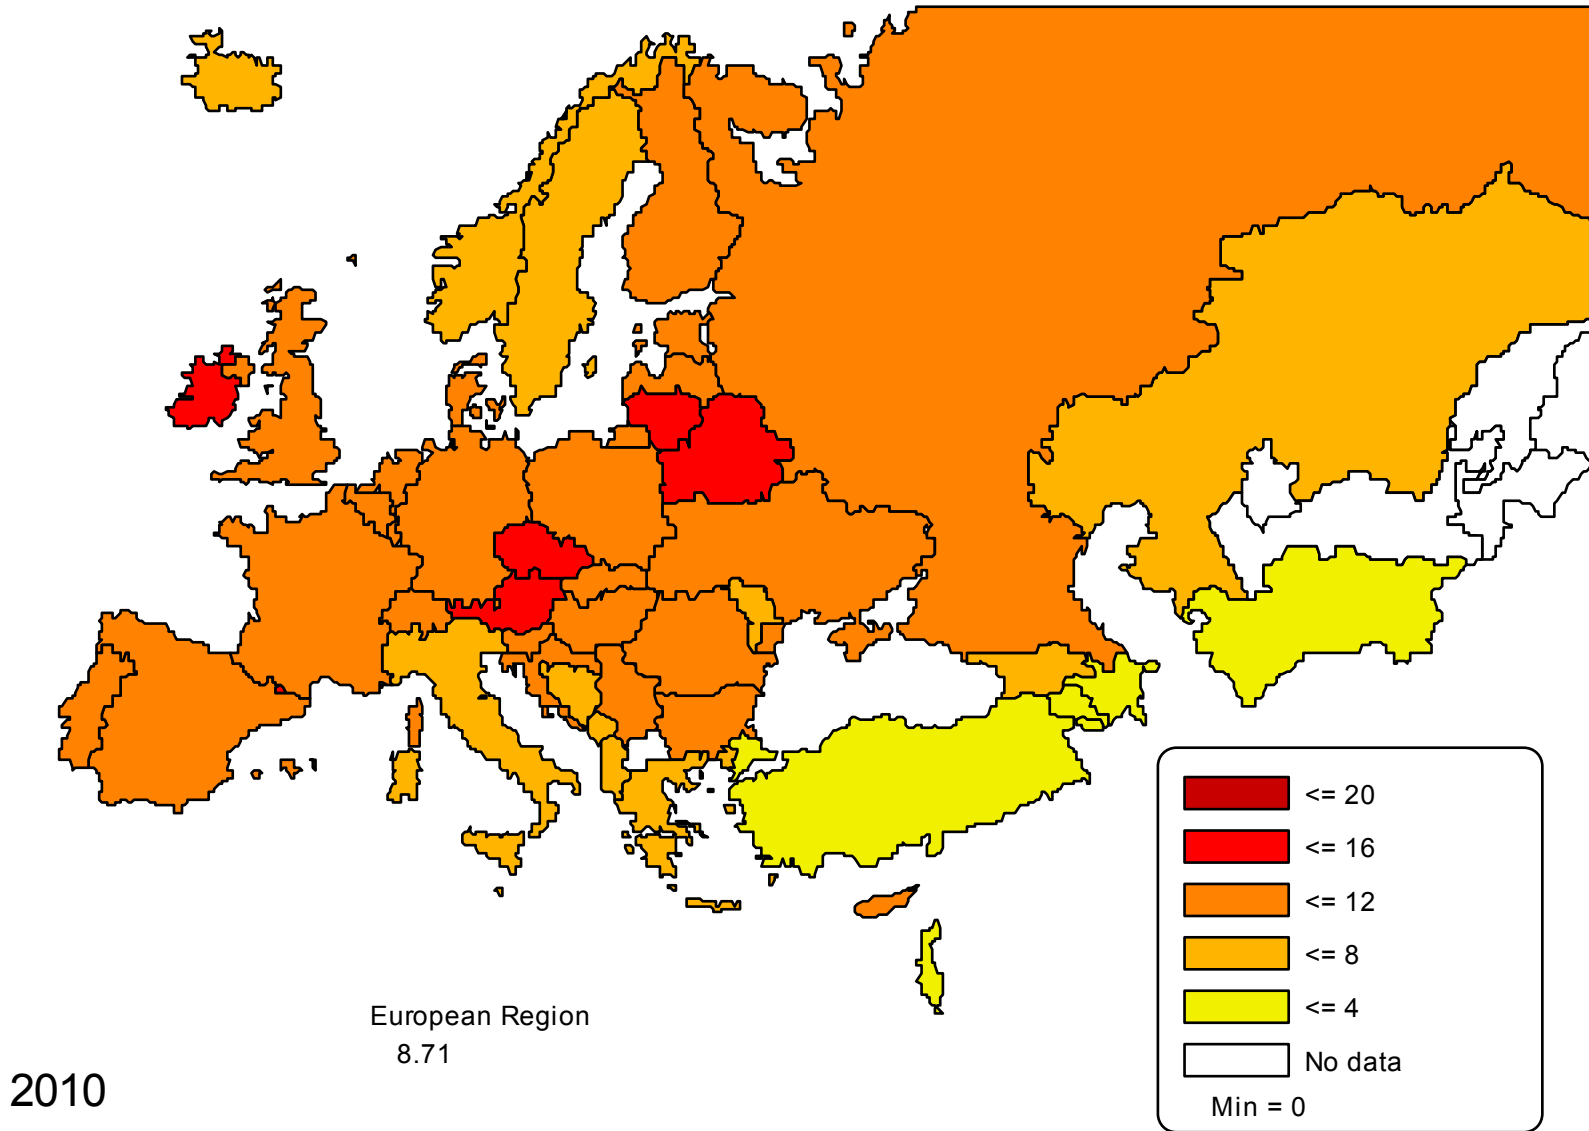 <= 20
<= 16
<= 12
<= 8
<= 4
No data
Min = 0
European Region
8.71
2010